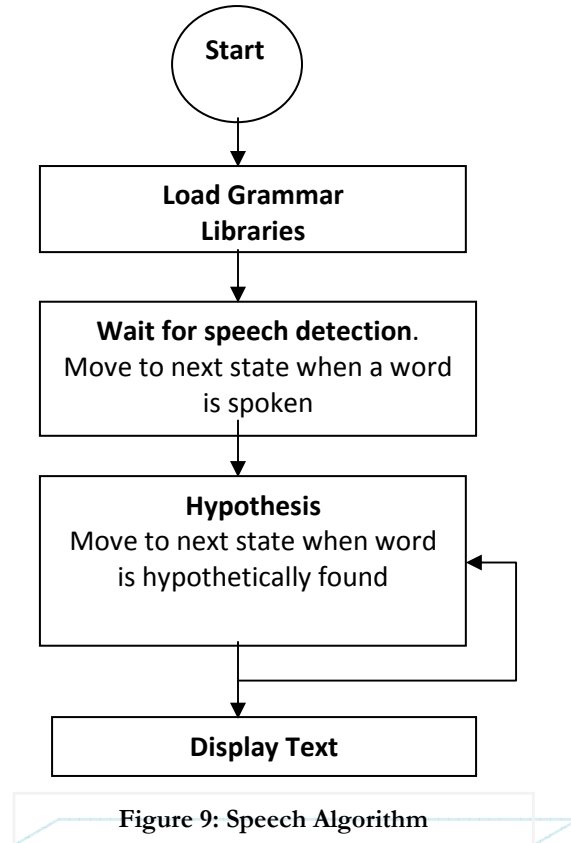 Start
Load Grammar
Libraries
Wait for speech detection.
Move to next state when a word
is spoken
Hypothesis
Move to next state when word
is hypothetically found
Display Text
Figure 9: Speech Algorithm